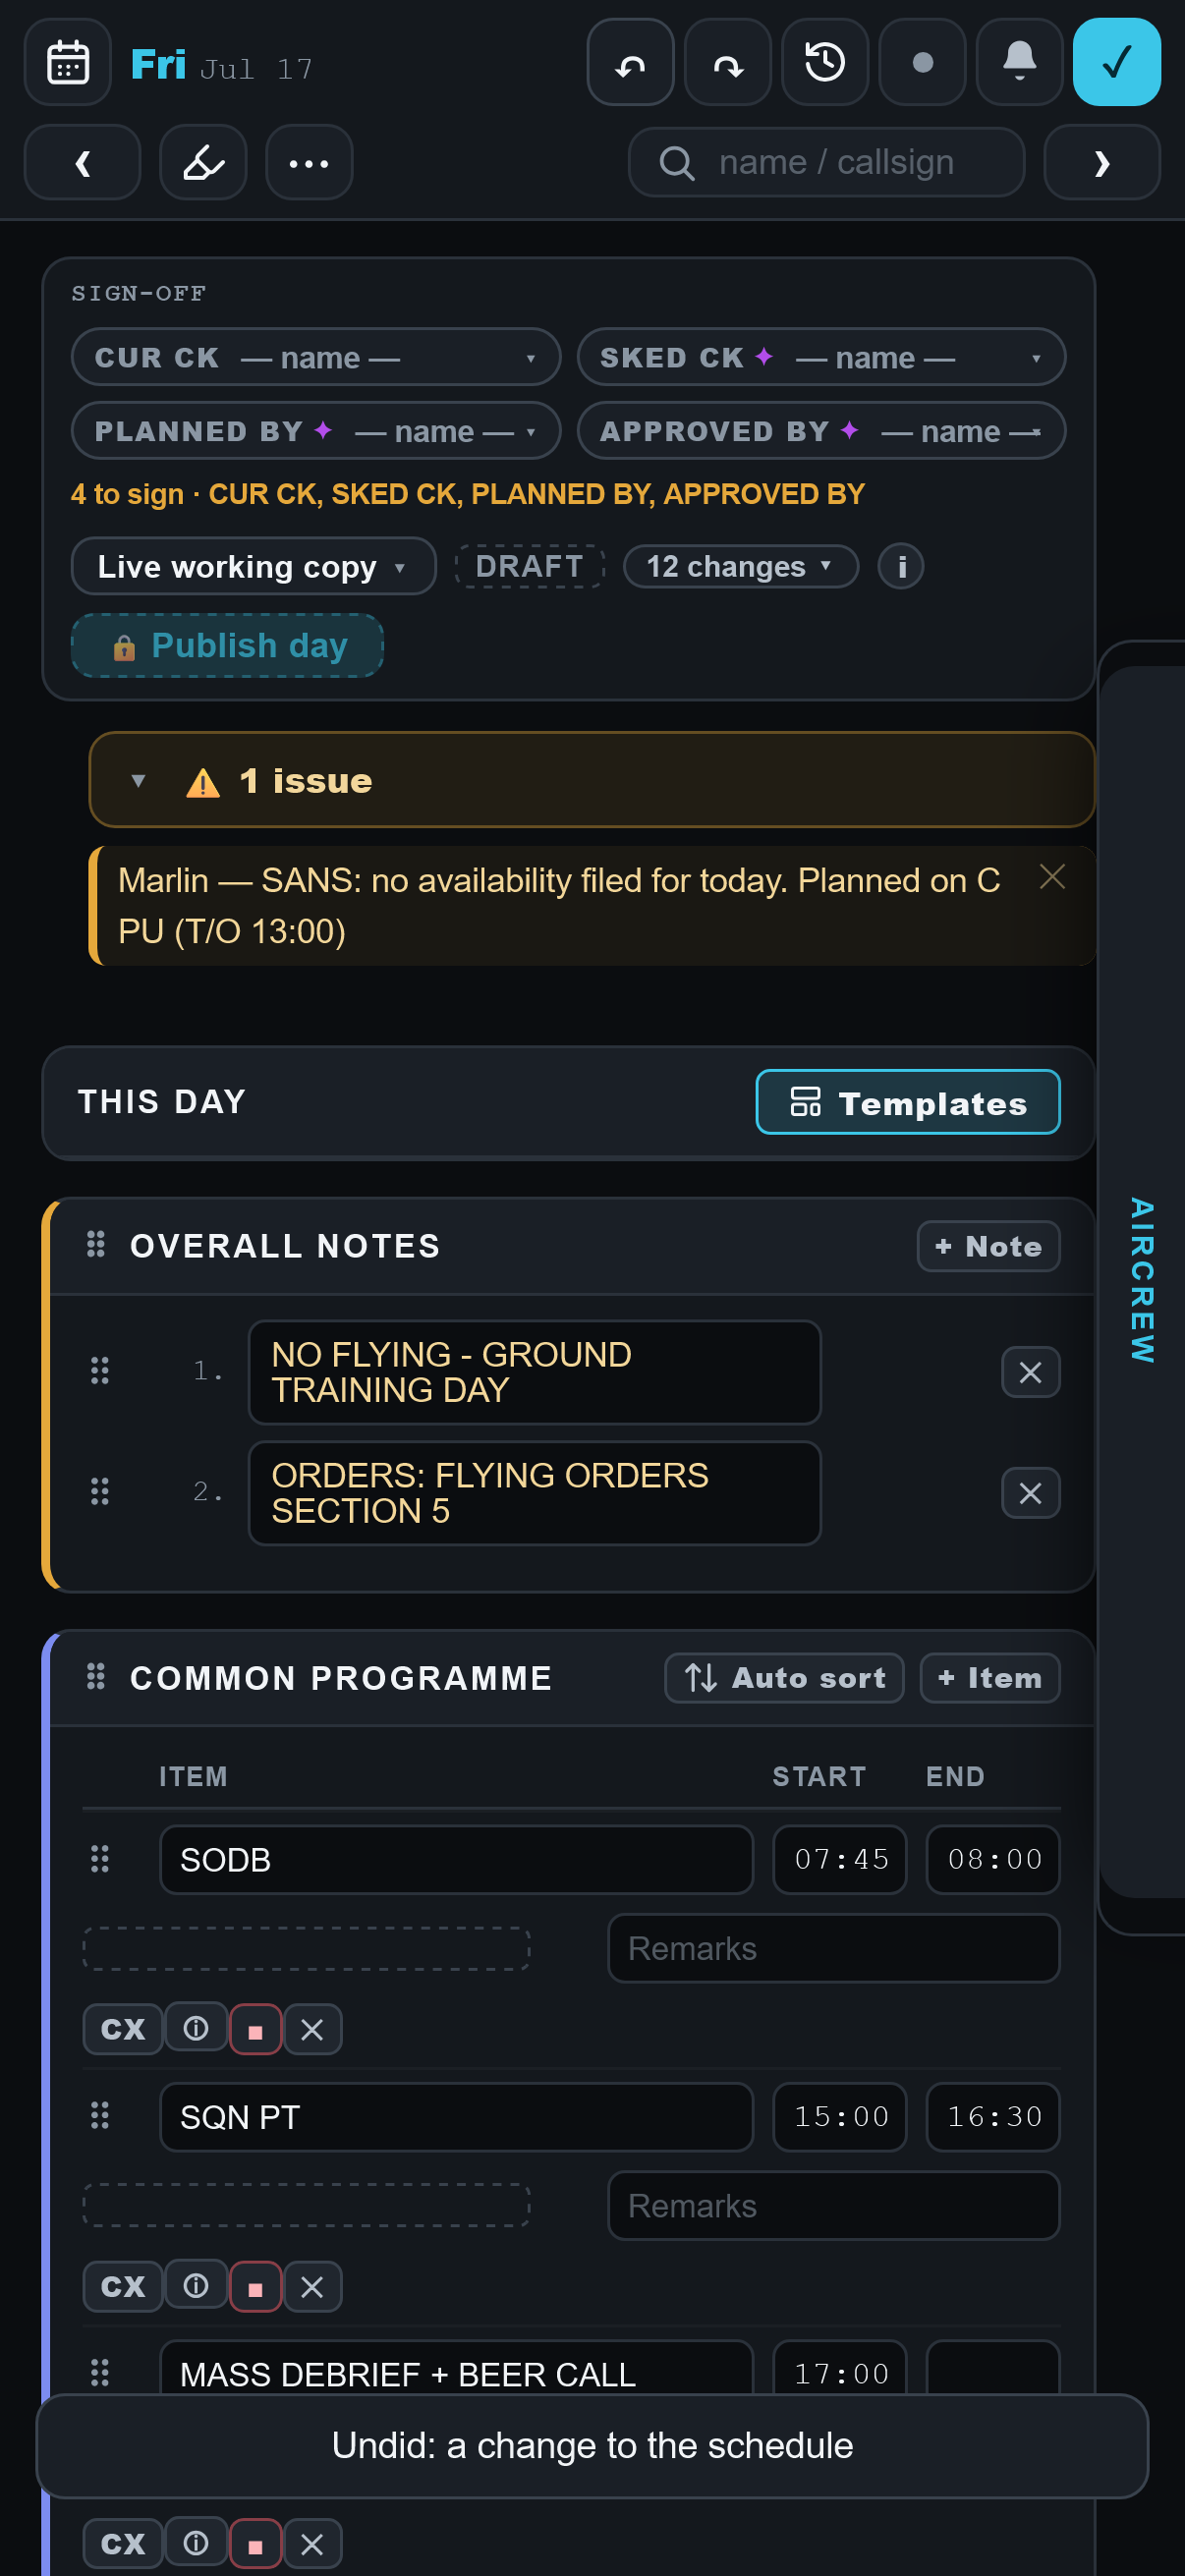 Fri Jul 17
name / callsign
SIGN-OFF
CUR CK — name —
SKED CK — name —
PLANNED BY — name —
APPROVED BY — name —
4 to sign · CUR CK, SKED CK, PLANNED BY, APPROVED BY
Live working copy
DRAFT
12 changes
i
Publish day
1 issue
Marlin — SANS: no availability filed for today. Planned on C
PU (T/O 13:00)
THIS DAY
Templates
AIRCREW
OVERALL NOTES
+ Note
1. NO FLYING - GROUND
TRAINING DAY
2. ORDERS: FLYING ORDERS
SECTION 5
COMMON PROGRAMME
Auto sort
+ Item
ITEM START END
SODB 07:45 08:00
Remarks
CX
SQN PT 15:00 16:30
Remarks
CX
MASS DEBRIEF + BEER CALL 17:00
Undid: a change to the schedule
CX